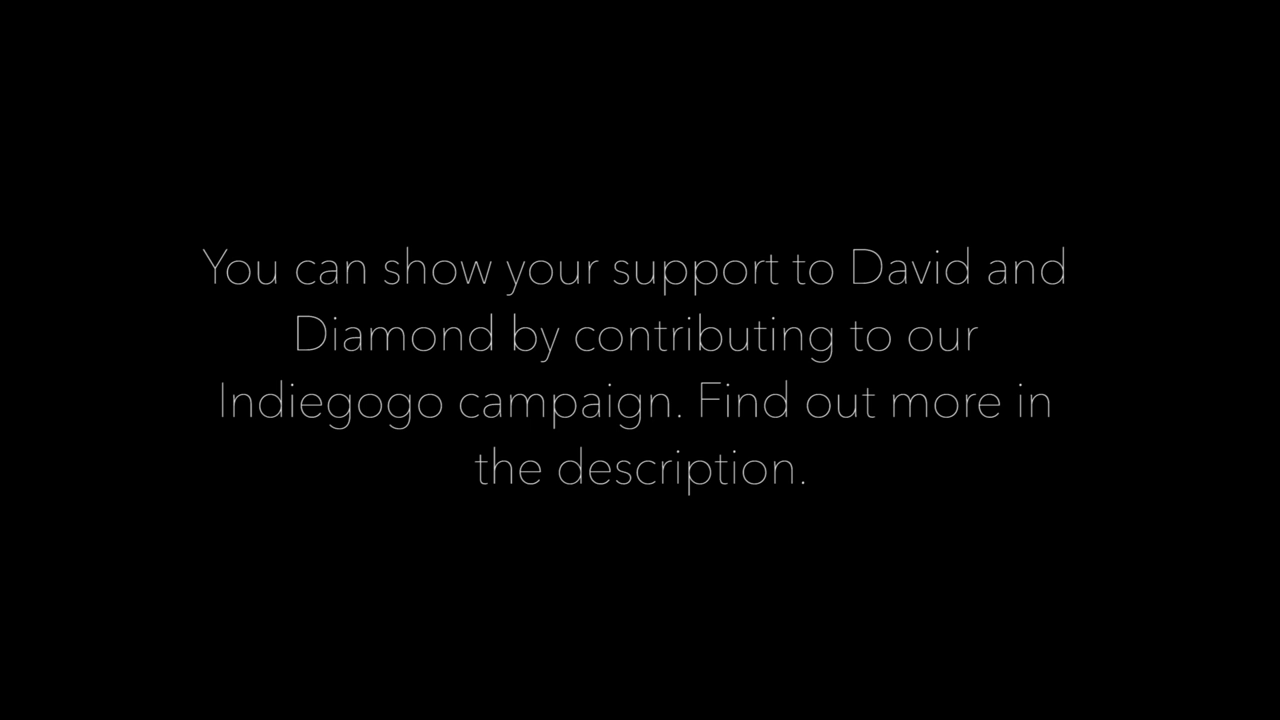 You can show your support to David and
Diamond by contributing to our
Indiegogo campaign. Find out more in
the description.